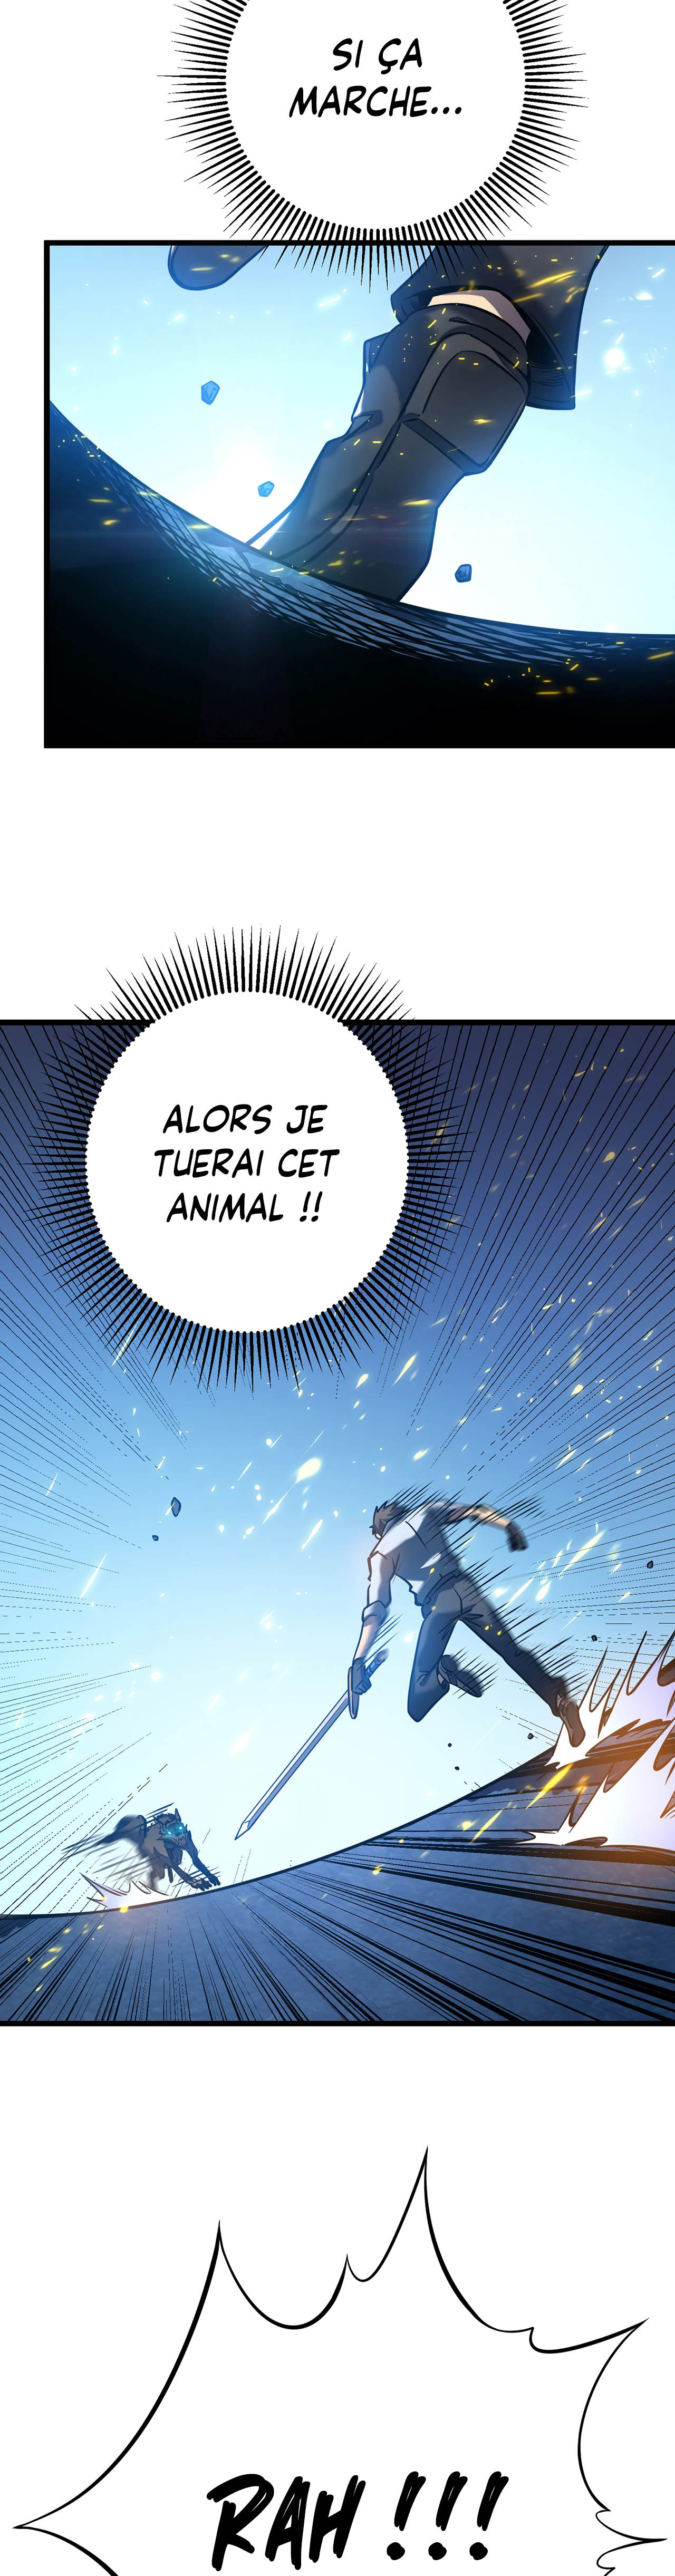 SI ÇA
MARCHE...
ALORS JE
TUERAI CET
ANIMAL !!
RAH !!!